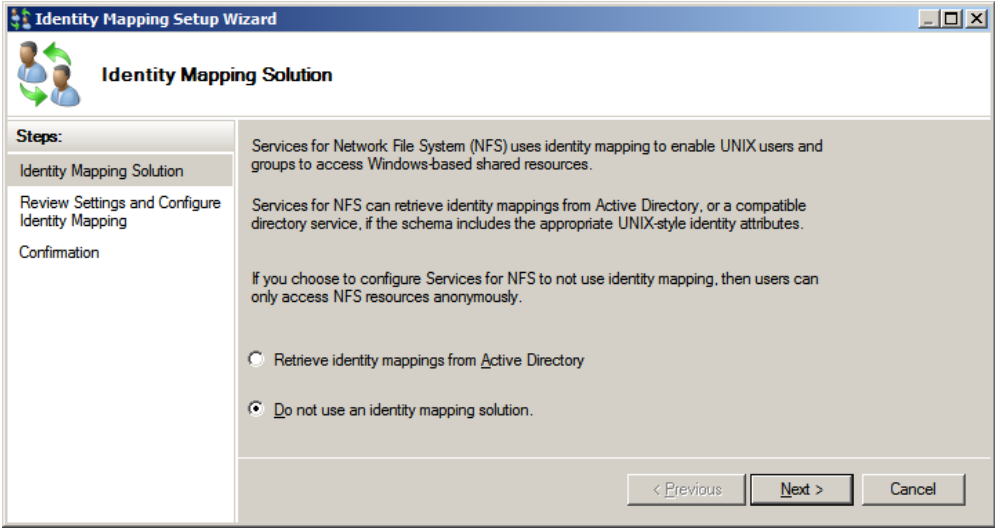 Identity Mapping Setup Wizard
Identity Mapping Solution
Steps:
Identity Mapping Solution
Review Settings and Configure
Identity Mapping
Confirmation
Services for Network File System (NFS) uses identity mapping to enable UNIX users and
groups to access Windows-based shared resources.
Services for NFS can retrieve identity mappings from Active Directory, or a compatible
directory service, if the schema includes the appropriate UNIX-style identity attributes.
If you choose to configure Services for NFS to not use identity mapping, then users can
only access NFS resources anonymously.
Retrieve identity mappings from Active Directory
Do not use an identity mapping solution.
< Previous
Next >
Cancel